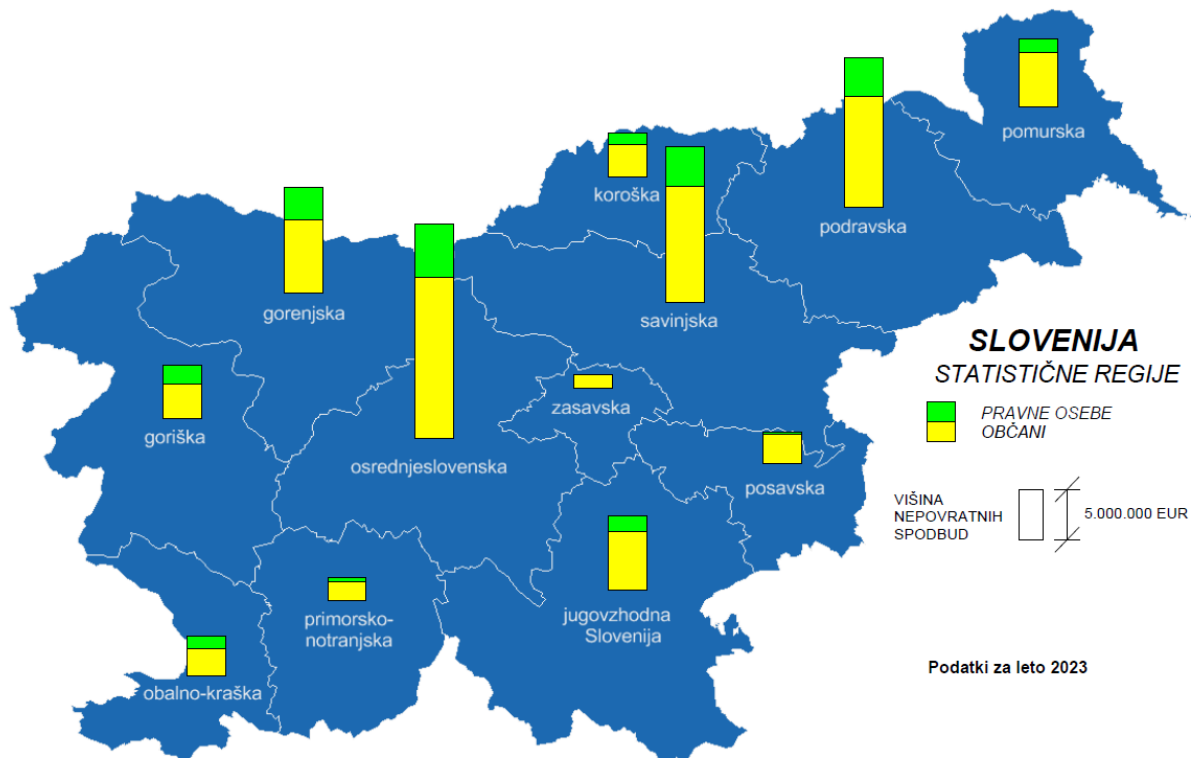 pomurska
koroška
podravska
gorenjska
savinjska
SLOVENIJA
STATISTIČNE REGIJE
PRAVNE OSEBE
OBČANI
zasavska
goriška
osrednjeslovenska
posavska
VIŠINA
NEPOVRATNIH
SPODBUD
5.000.000 EUR
primorsko-
notranjska
jugovzhodna
Slovenija
obalno-kraška
Podatki za leto 2023